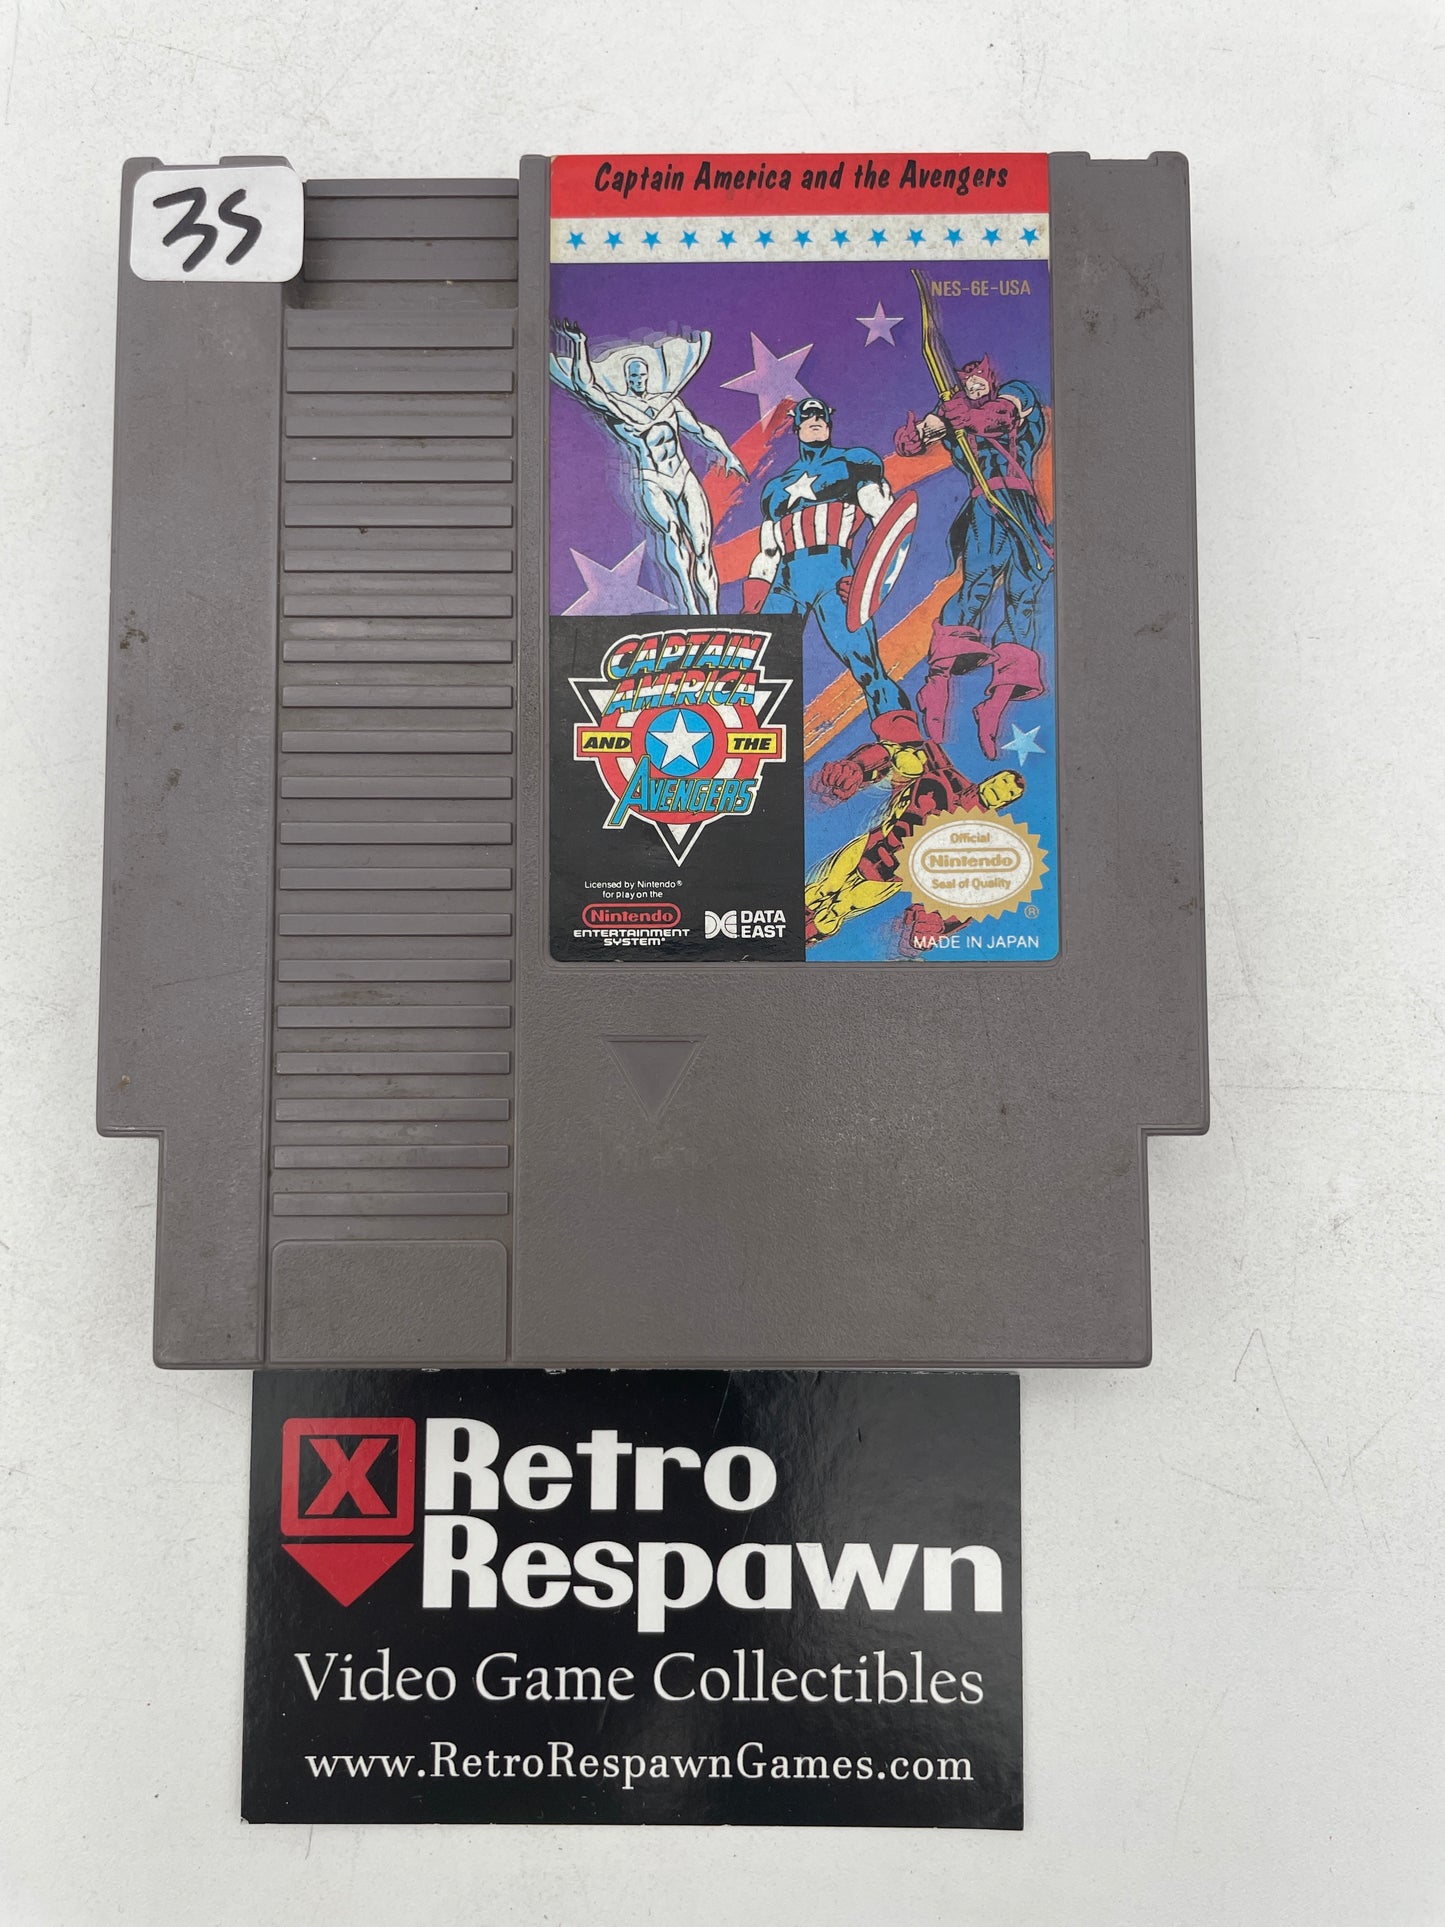 35
Captain America and the Avengers
NES-6E-USA
CAPTAIN
AMERICA
AND THE
AVENGERS
Licensed by Nintendo®
for play on the
Nintendo
ENTERTAINMENT
SYSTEM®
DATA
EAST
Official
Nintendo
Seal of Quality
®
MADE IN JAPAN
X
Retro
Respawn
Video Game Collectibles
www.RetroRespawnGames.com